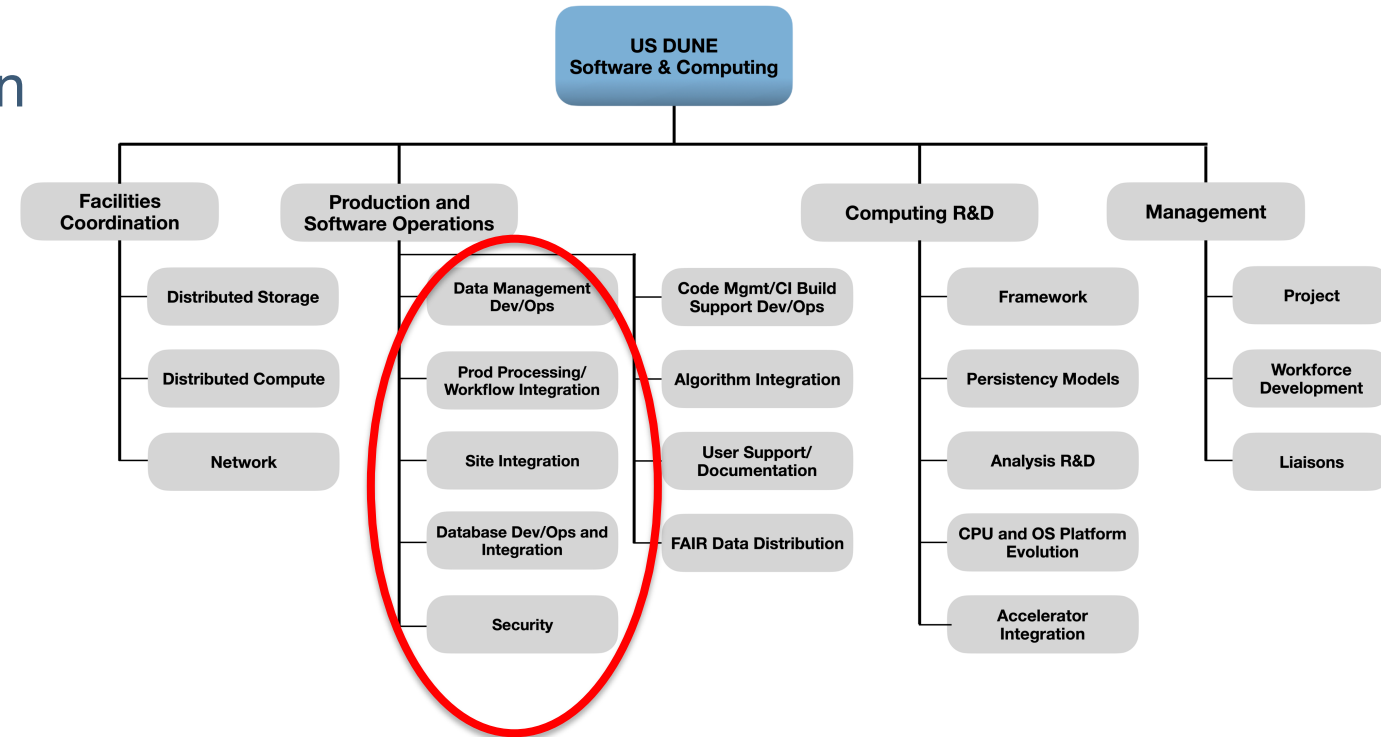 n
US DUNE
Software & Computing
Facilities
Coordination
Distributed Storage
Distributed Compute
Network
Production and
Software Operations
Data Management
Dev/Ops
Prod Processing/
Workflow Integration
Site Integration
Database Dev/Ops and
Integration
Security
Code Mgmt/CI Build
Support Dev/Ops
Algorithm Integration
User Support/
Documentation
FAIR Data Distribution
Computing R&D
Framework
Persistency Models
Analysis R&D
CPU and OS Platform
Evolution
Accelerator
Integration
Management
Project
Workforce
Development
Liaisons